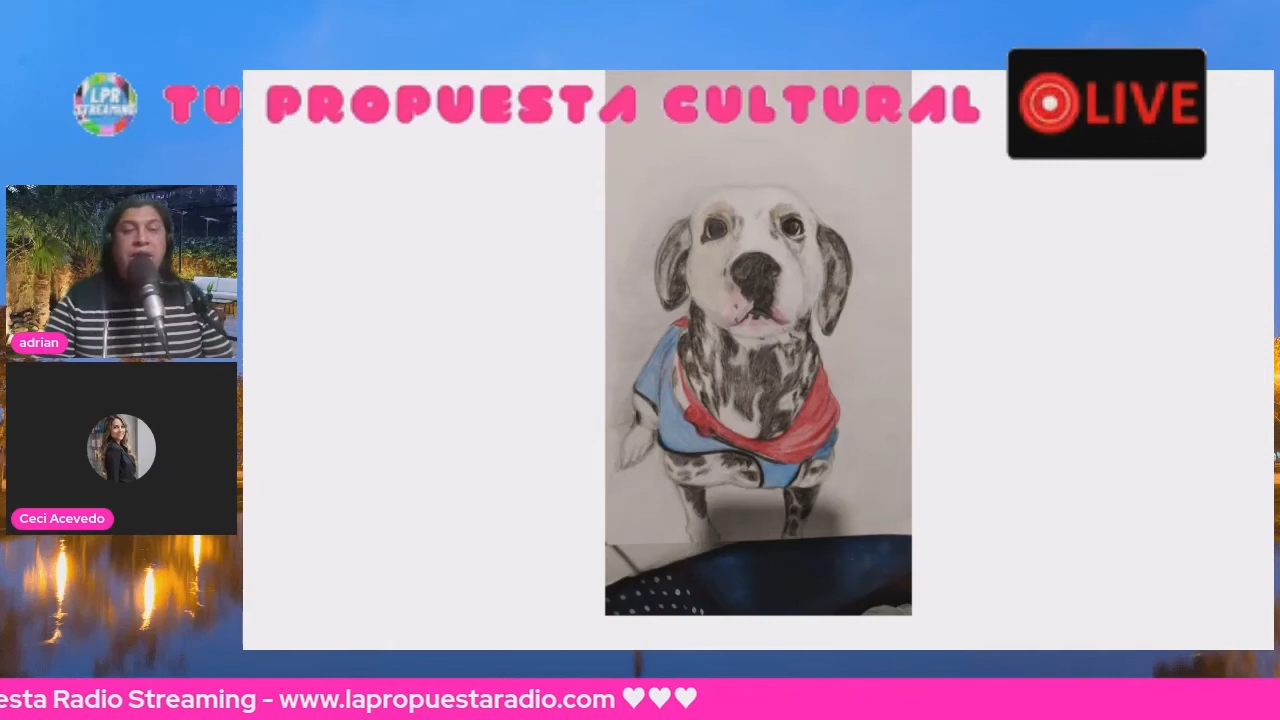 LPR
STREAMING
TU PROPUESTA CULTURAL
LIVE
adrian
Ceci Acevedo
esta Radio Streaming - www.lapropuestaradio.com ♥♥♥